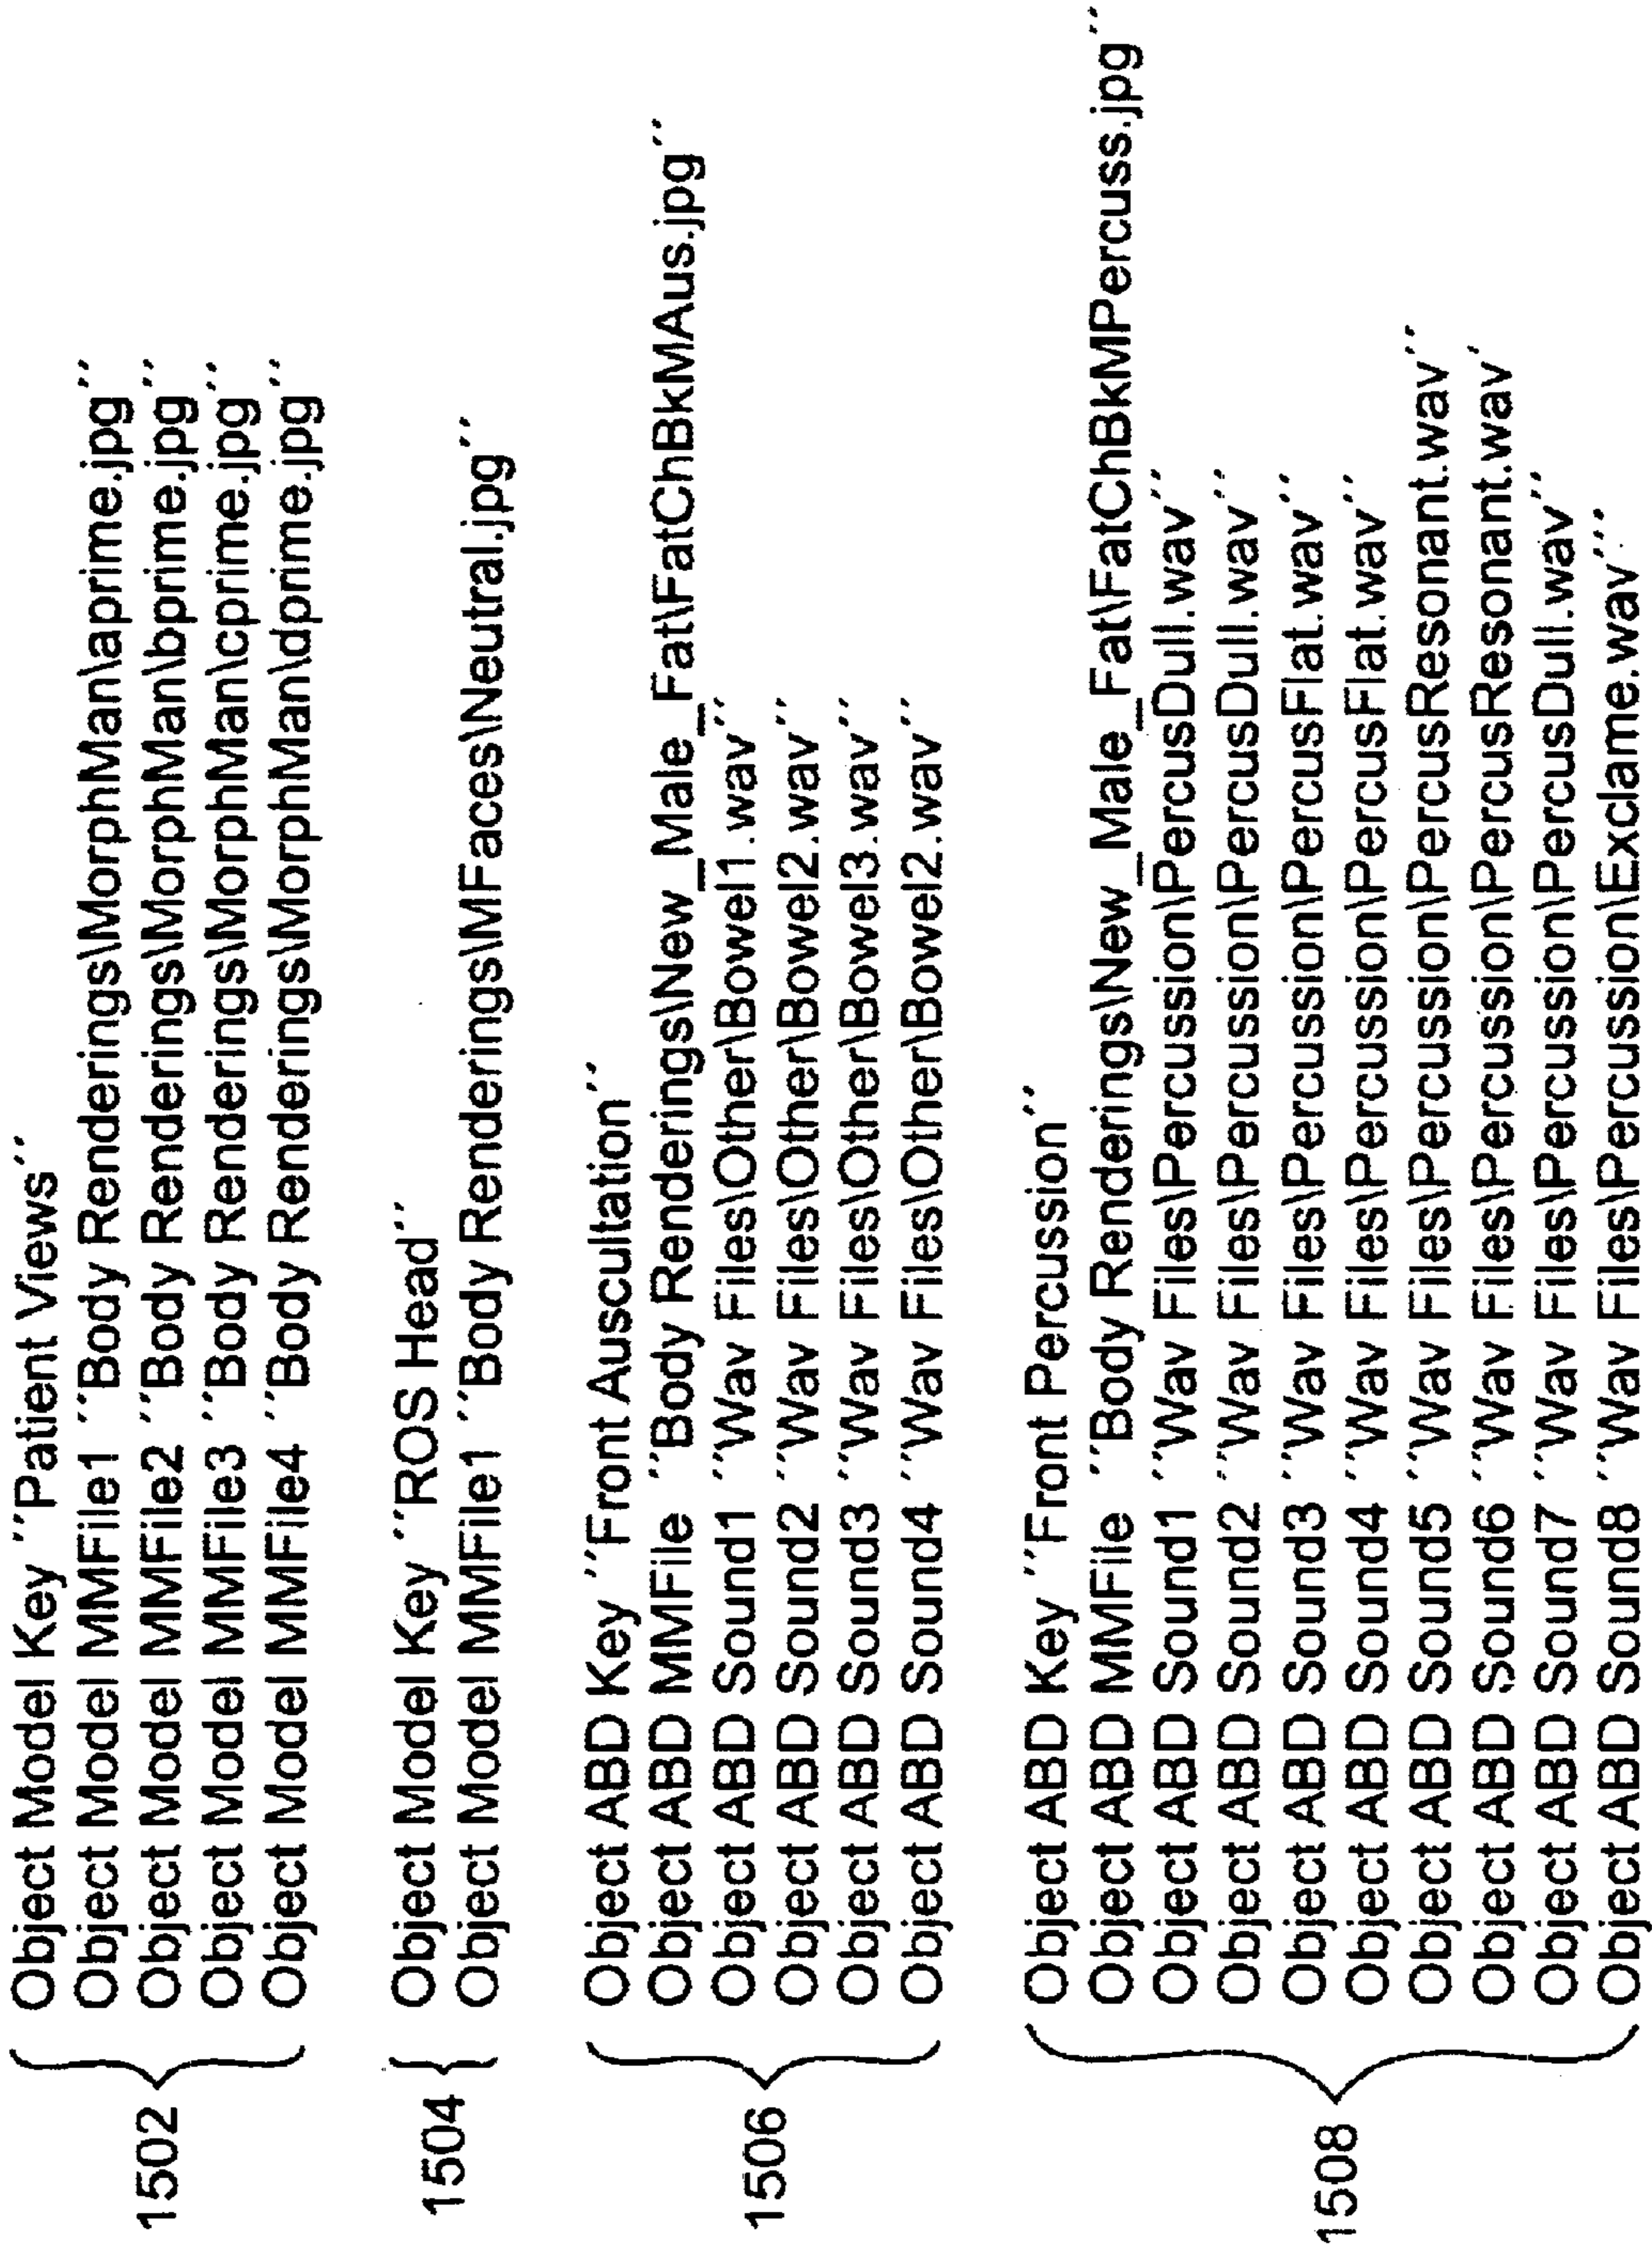 Object Model Key ´´Patient Views´´
Object Model MMFile1 ´´Body Renderings\MorphMan\aprime.jpg´´
Object Model MMFile2 ´´Body Renderings\MorphMan\bprime.jpg´´
Object Model MMFile3 ´´Body Renderings\MorphMan\cprime.jpg´´
Object Model MMFile4 ´´Body Renderings\MorphMan\dprime.jpg´´
1502
Object Model Key ´´ROS Head´´
Object Model MMFile1 ´´Body Renderings\MFaces\Neutral.jpg´´
1504
Object ABD Key ´´Front Auscultation´´
Object ABD MMFile ´´Body Renderings\New_Male_Fat\FatChBkMAus.jpg´´
Object ABD Sound1 ´´Wav Files\Other\Bowel1.wav´´
Object ABD Sound2 ´´Wav Files\Other\Bowel2.wav´´
Object ABD Sound3 ´´Wav Files\Other\Bowel3.wav´´
Object ABD Sound4 ´´Wav Files\Other\Bowel2.wav´´
1506
Object ABD Key ´´Front Percussion´´
Object ABD MMFile ´´Body Renderings\New_Male_Fat\FatChBkMPercuss.jpg´´
Object ABD Sound1 ´´Wav Files\Percussion\PercusDull.wav´´
Object ABD Sound2 ´´Wav Files\Percussion\PercusDull.wav´´
Object ABD Sound3 ´´Wav Files\Percussion\PercusFlat.wav´´
Object ABD Sound4 ´´Wav Files\Percussion\PercusFlat.wav´´
Object ABD Sound5 ´´Wav Files\Percussion\PercusResonant.wav´´
Object ABD Sound6 ´´Wav Files\Percussion\PercusResonant.wav´
Object ABD Sound7 ´´Wav Files\Percussion\PercusDull.wav´´
Object ABD Sound8 ´´Wav Files\Percussion\Exclame.wav´´´
1508